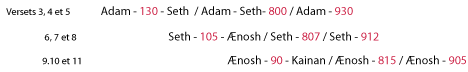 Versets 3, 4 et 5 Adam - 130 - Seth / Adam - Seth- 800 / Adam - 930
6, 7 et 8 Seth - 105 - Ænosh / Seth - 807 / Seth - 912
9.10 et 11 Ænosh - 90 - Kainan / Ænosh - 815 / Ænosh - 905